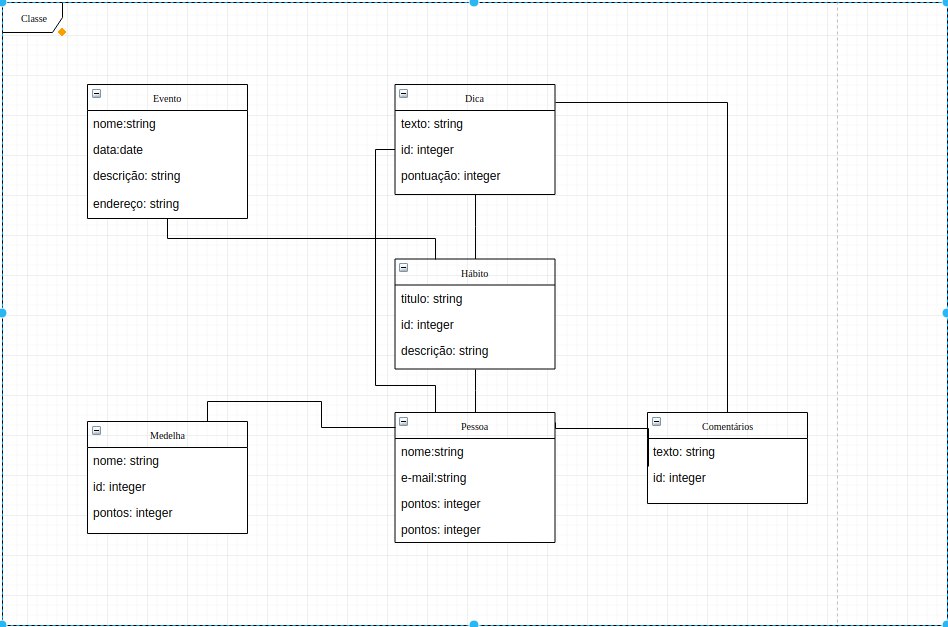 Classe
Evento
nome:string
data:date
descrição: string
endereço: string
Dica
texto: string
id: integer
pontuação: integer
Hábito
titulo: string
id: integer
descrição: string
Medelha
nome: string
id: integer
pontos: integer
Pessoa
nome:string
e-mail:string
pontos: integer
pontos: integer
Comentários
texto: string
id: integer